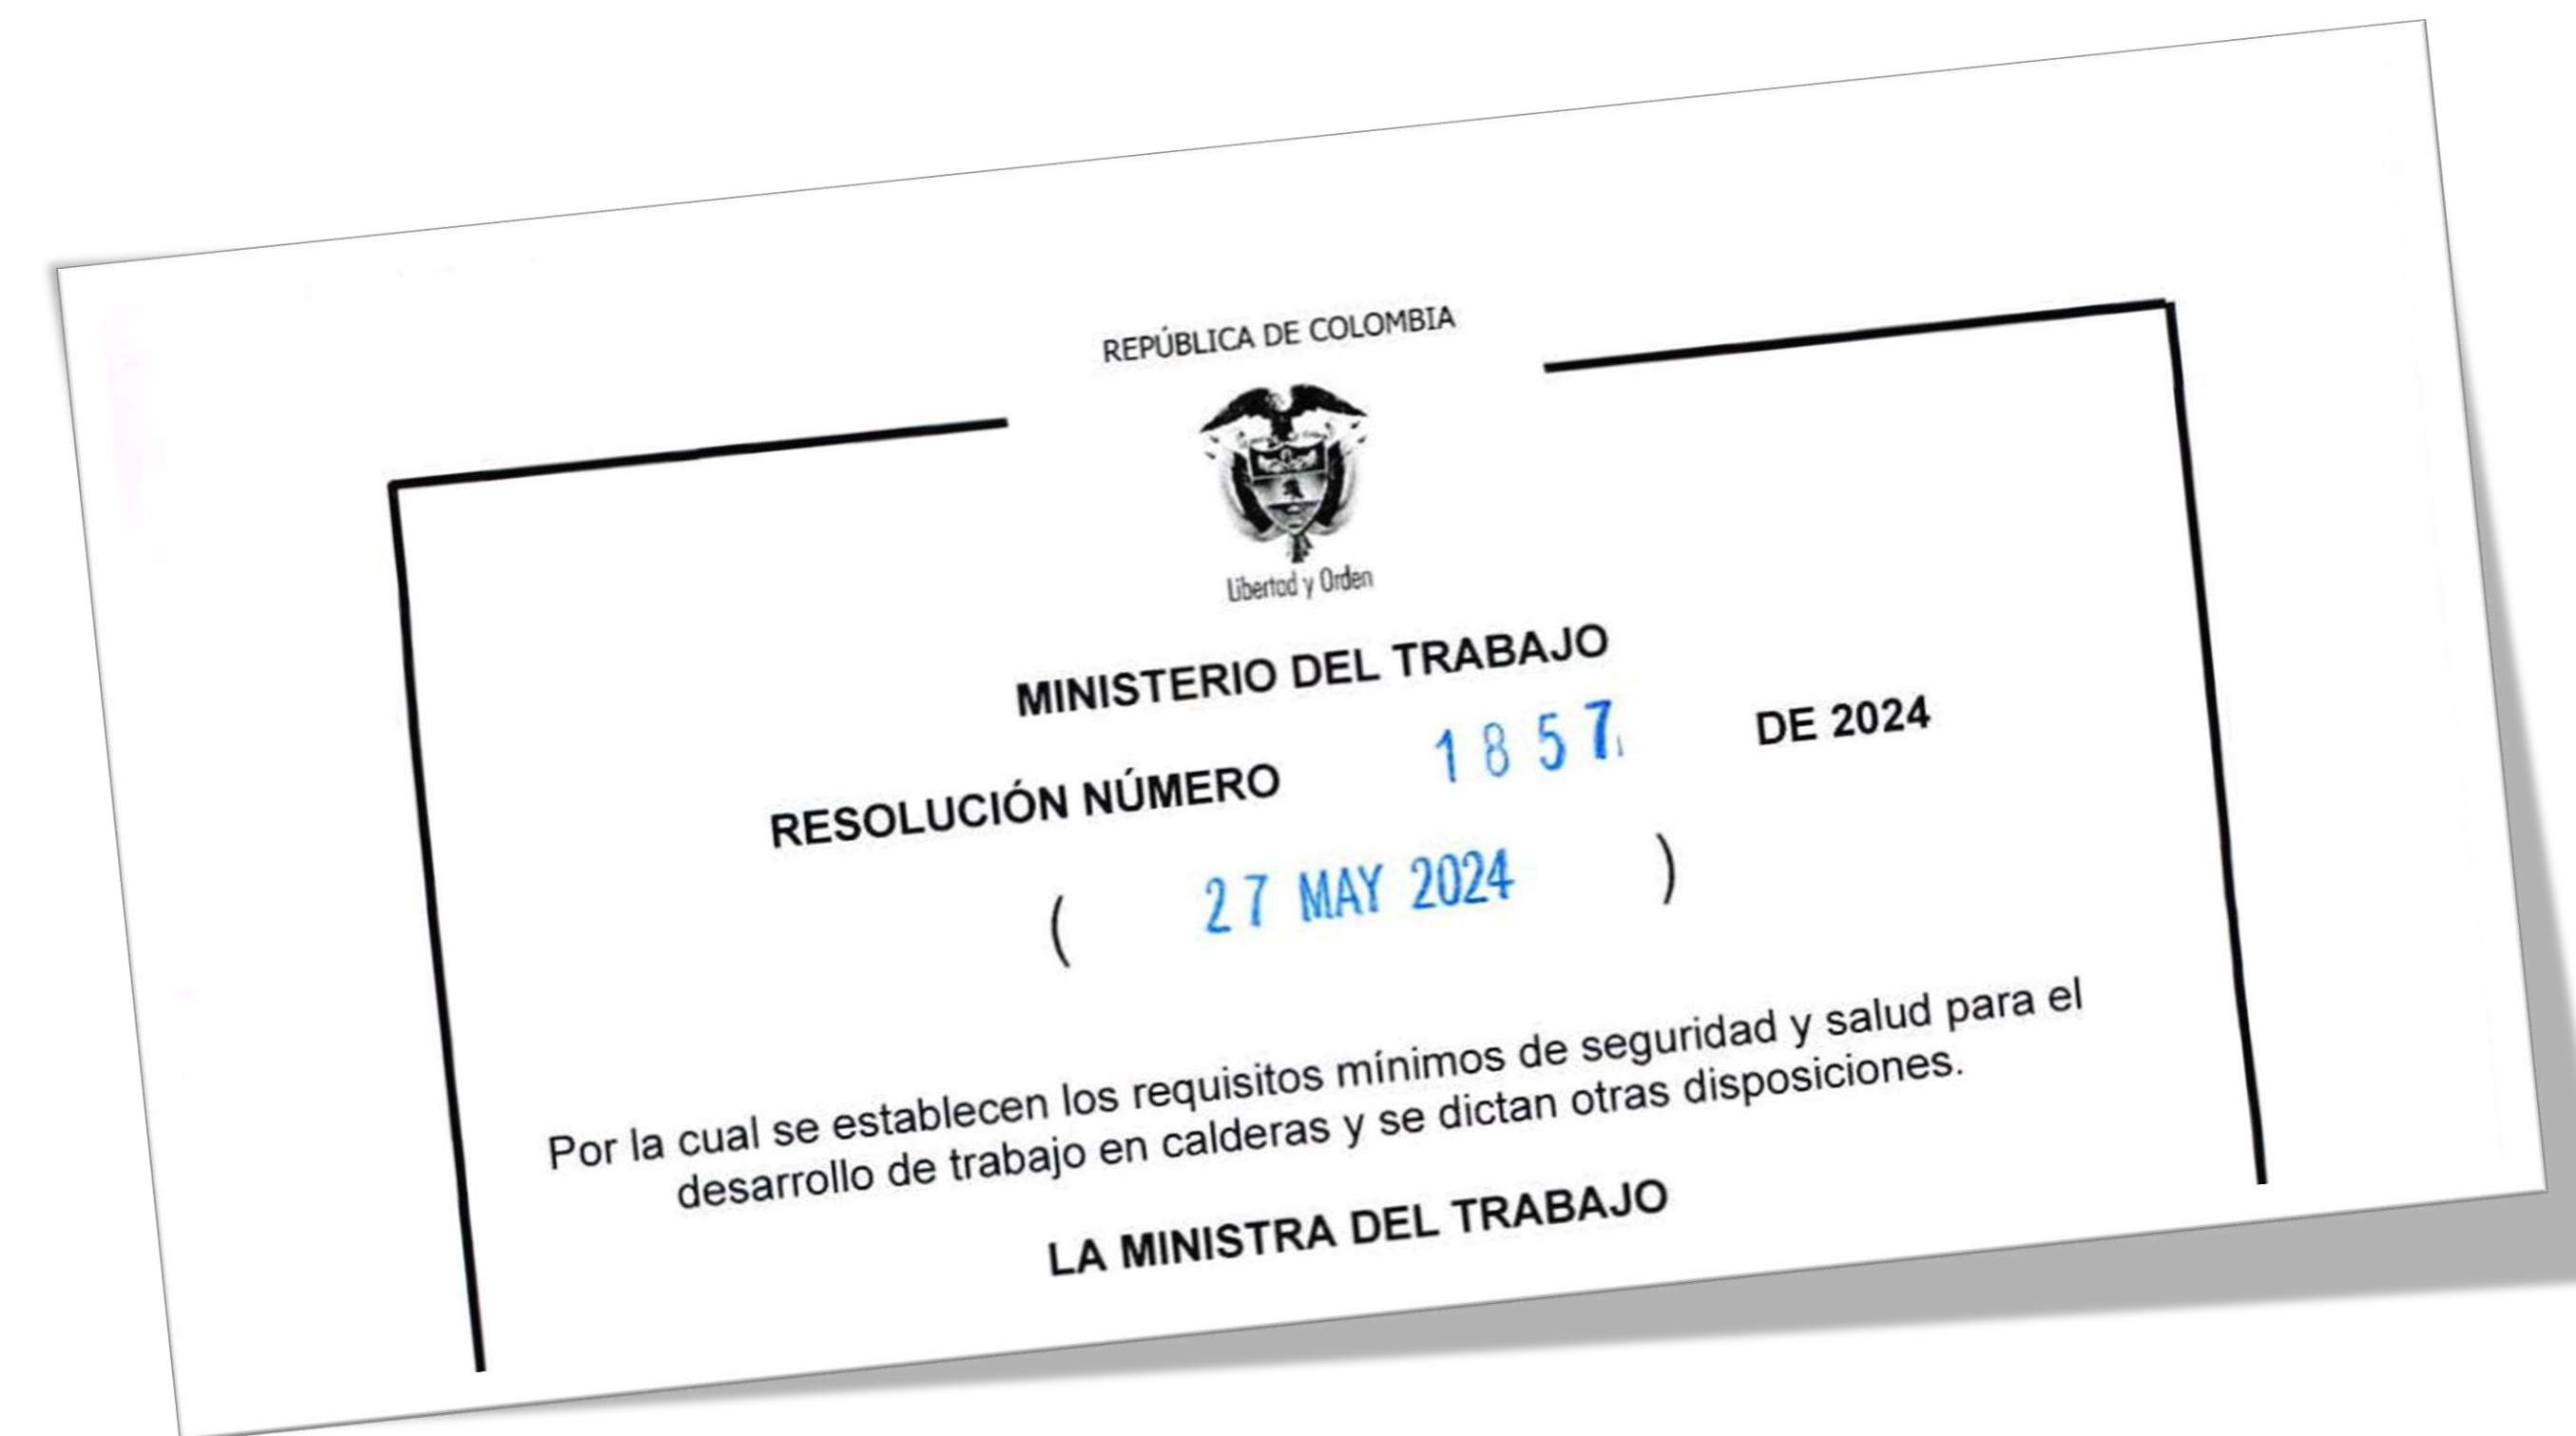 REPÚBLICA DE COLOMBIA
Libertad y Orden
MINISTERIO DEL TRABAJO
RESOLUCIÓN NÚMERO 1857 DE 2024
( 27 MAY 2024 )
Por la cual se establecen los requisitos mínimos de seguridad y salud para el
desarrollo de trabajo en calderas y se dictan otras disposiciones.
LA MINISTRA DEL TRABAJO